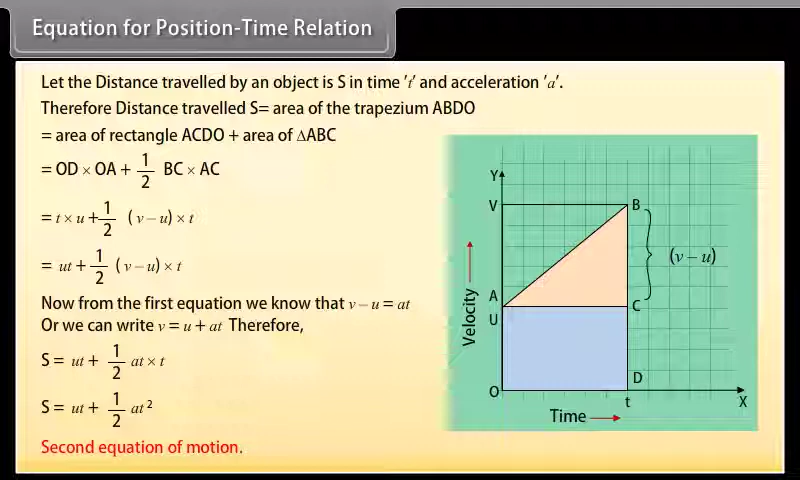 Equation for Position-Time Relation
Let the Distance travelled by an object is S in time 't' and acceleration 'a'.
Therefore Distance travelled S= area of the trapezium ABDO
= area of rectangle ACDO + area of ΔABC
= OD × OA + 1/2 BC × AC
= t × u + 1/2 (v – u) × t
= ut + 1/2 (v – u) × t
Now from the first equation we know that v – u = at
Or we can write v = u + at Therefore,
S = ut + 1/2 at × t
S = ut + 1/2 at²
Second equation of motion.
Y
V
B
(v – u)
A
U
C
Velocity
O
D
t
X
Time